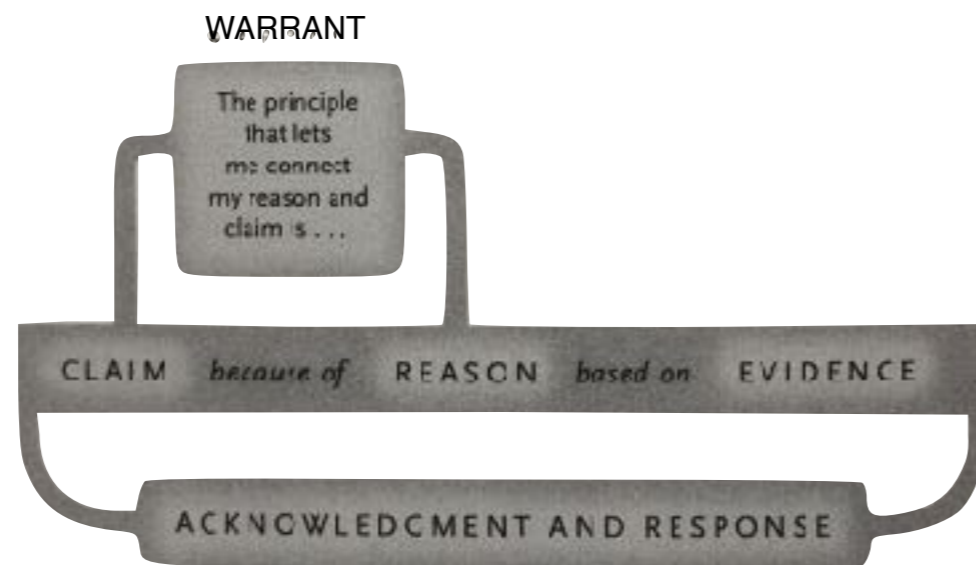 WARRANT
The principle
that lets
me connect
my reason and
claim is . . .
CLAIM because of REASON based on EVIDENCE
ACKNOWLEDGMENT AND RESPONSE